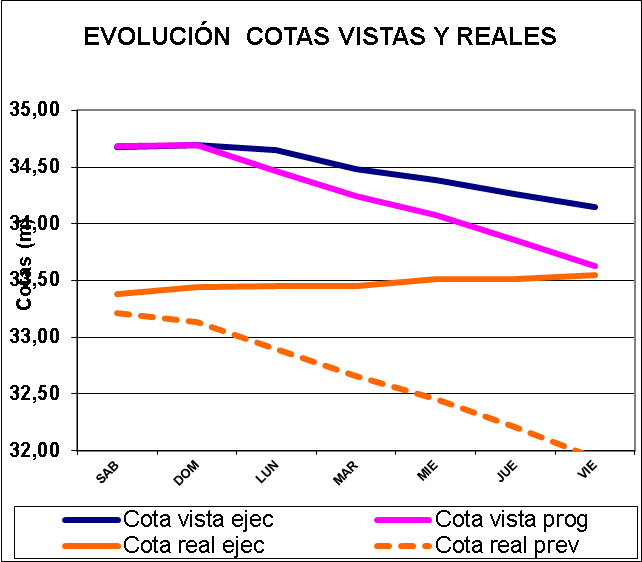 EVOLUCIÓN  COTAS VISTAS Y REALES
Cotas (m)
35,00
34,50
34,00
33,50
33,00
32,50
32,00
SAB DOM LUN MAR MIE JUE VIE
Cota vista ejec Cota vista prog
Cota real ejec Cota real prev